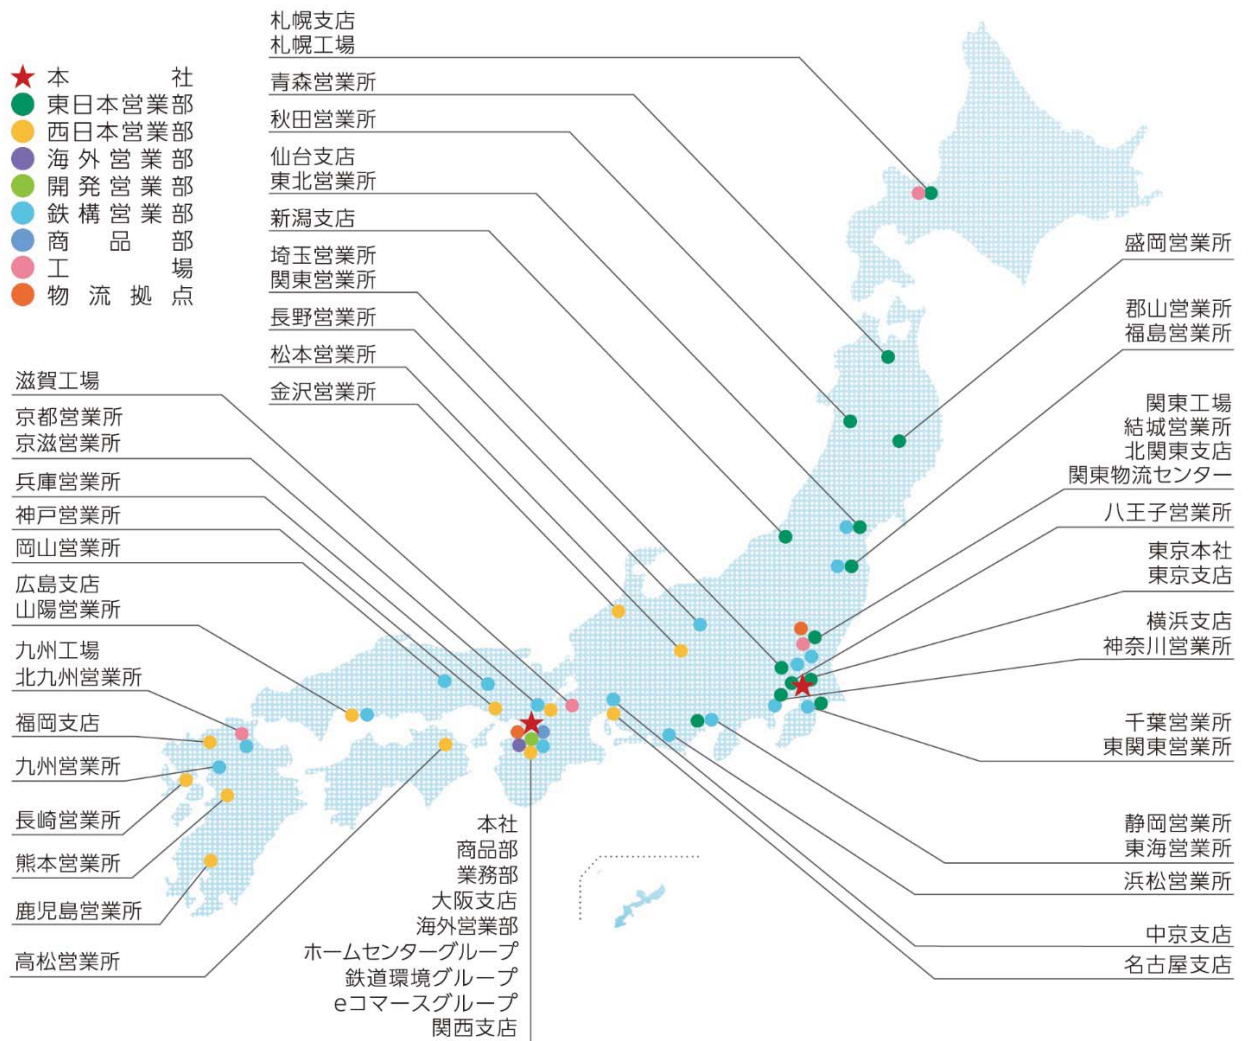 本社
東日本営業部
西日本営業部
海外営業部
開発営業部
鉄構営業部
商品部
工場
物流拠点
札幌支店
札幌工場
青森営業所
秋田営業所
仙台支店
東北営業所
新潟支店
埼玉営業所
関東営業所
長野営業所
松本営業所
金沢営業所
滋賀工場
京都営業所
京滋営業所
兵庫営業所
神戸営業所
岡山営業所
広島支店
山陽営業所
九州工場
北九州営業所
福岡支店
九州営業所
長崎営業所
熊本営業所
鹿児島営業所
高松営業所
本社
商品部
業務部
大阪支店
海外営業部
ホームセンターグループ
鉄道環境グループ
eコマースグループ
関西支店
盛岡営業所
郡山営業所
福島営業所
関東工場
結城営業所
北関東支店
関東物流センター
八王子営業所
東京本社
東京支店
横浜支店
神奈川営業所
千葉営業所
東関東営業所
静岡営業所
東海営業所
浜松営業所
中京支店
名古屋支店